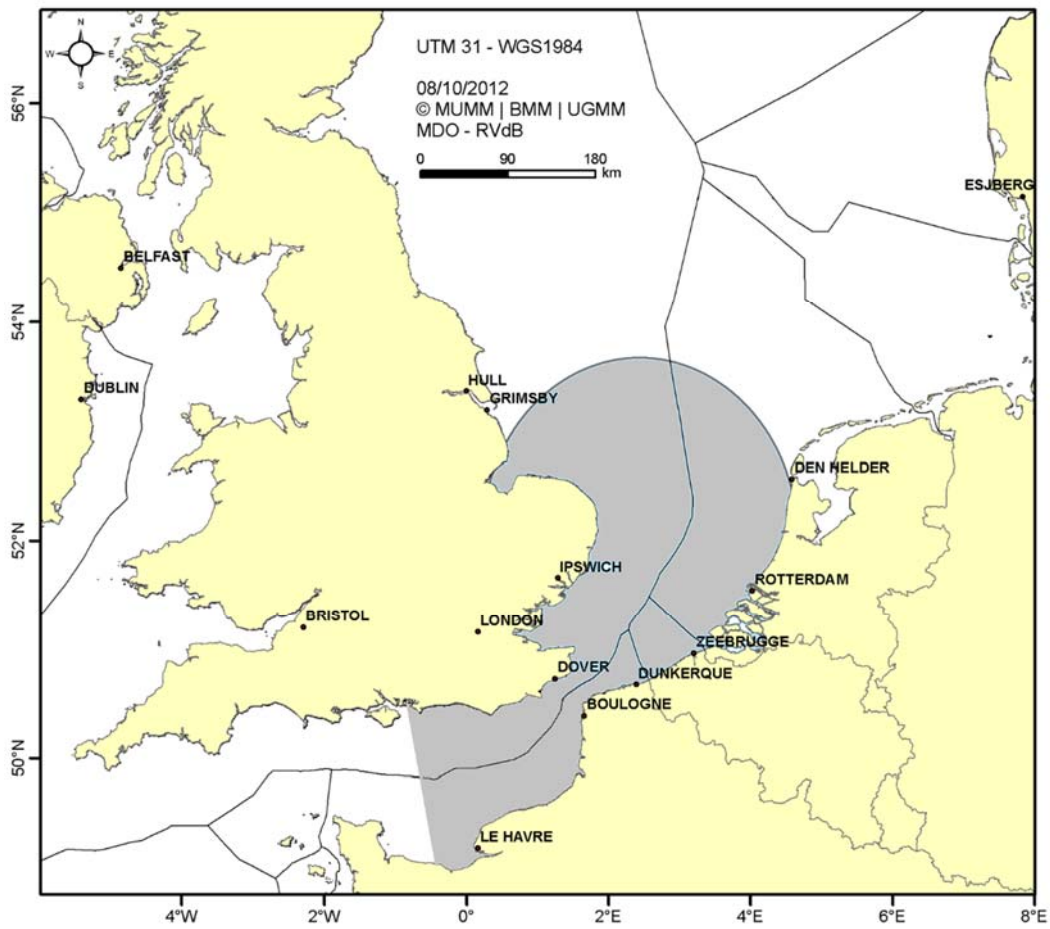 N
W E
S
UTM 31 - WGS1984
08/10/2012
© MUMM | BMM | UGMM
MDO - RVdB
0 90 180
km
56°N
54°N
52°N
50°N
ESJBERG
BELFAST
DUBLIN
HULL
GRIMSBY
DEN HELDER
IPSWICH
ROTTERDAM
BRISTOL
LONDON
ZEEBRUGGE
DOVER
DUNKERQUE
BOULOGNE
LE HAVRE
4°W 2°W 0° 2°E 4°E 6°E 8°E